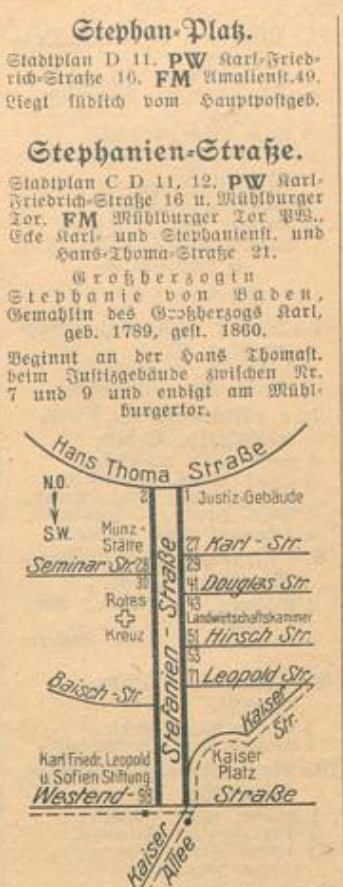 Stephan-Platz.
Stadtplan D 11. PW Karl-Fried-
rich-Straße 16. FM Amalienst.49.
Liegt südlich vom Hauptpostgeb.
Stephanien-Straße.
Stadtplan C D 11, 12. PW Karl-
Friedrich-Straße 16 u. Mühlburger
Tor. FM Mühlburger Tor PW.,
Ecke Karl- und Stephanienst. und
Hans-Thoma-Straße 21.
Großherzogin
Stephanie von Baden,
Gemahlin des Großherzogs Karl,
geb. 1789, gest. 1860.
Beginnt an der Hans Thomast.
beim Justizgebäude zwischen Nr.
7 und 9 und endigt am Mühl-
burgertor.
Hans Thoma Straße
N.O.
S.W.
2
1 Justiz-Gebäude
Münz-
Stätte
27 Karl-Str.
Seminar Str. 28
29
30
41 Douglas Str.
Rotes
Kreuz
43
Landwirtschaftskammer
51 Hirsch Str.
53
Stefanien-Straße
71 Leopold Str.
Baisch-Str.
Kaiser
Str.
Karl Friedr., Leopold
u. Sofien Stiftung
Kaiser
Platz
Westend- 98
Straße
Kaiser
Allee